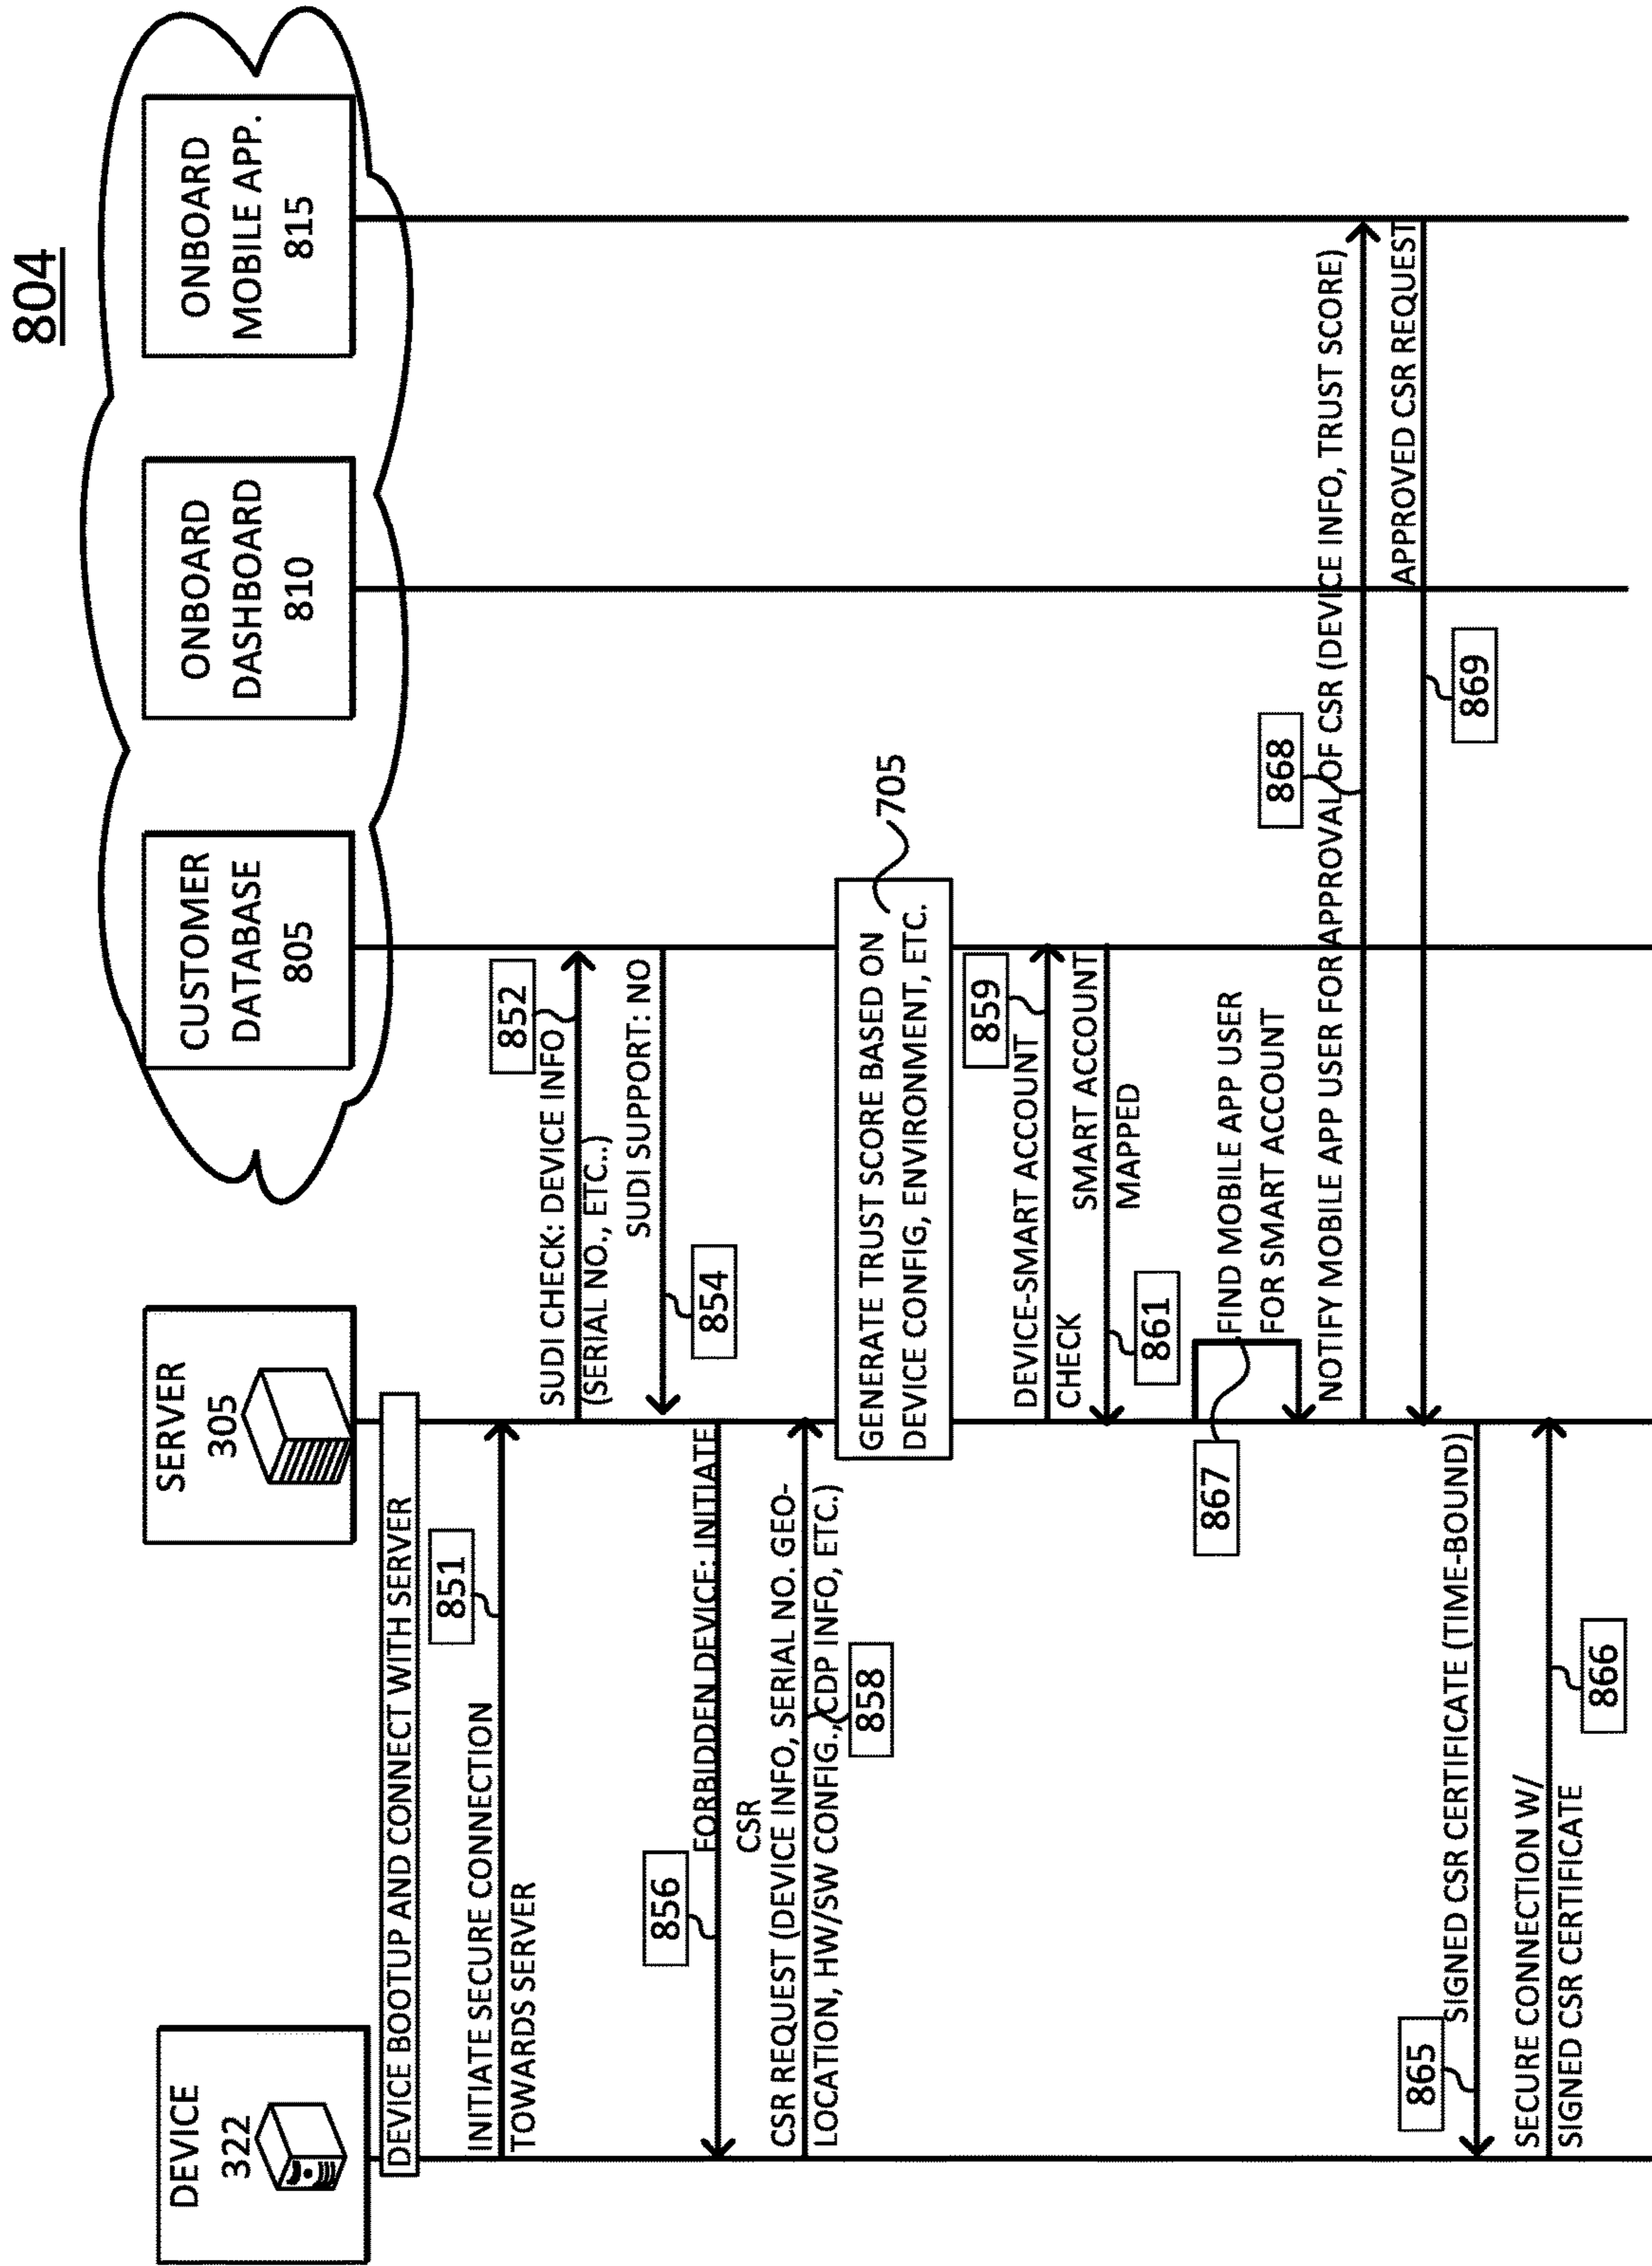 804
DEVICE
322
SERVER
305
CUSTOMER
DATABASE
805
ONBOARD
DASHBOARD
810
ONBOARD
MOBILE APP.
815
DEVICE BOOTUP AND CONNECT WITH SERVER
851
INITIATE SECURE CONNECTION
TOWARDS SERVER
852
SUDI CHECK: DEVICE INFO
(SERIAL NO., ETC..)
SUDI SUPPORT: NO
854
856
FORBIDDEN DEVICE: INITIATE
CSR
CSR REQUEST (DEVICE INFO, SERIAL NO. GEO-
LOCATION, HW/SW CONFIG., CDP INFO, ETC.)
858
GENERATE TRUST SCORE BASED ON
DEVICE CONFIG, ENVIRONMENT, ETC.
705
859
DEVICE-SMART ACCOUNT
CHECK
SMART ACCOUNT
MAPPED
861
867
FIND MOBILE APP USER
FOR SMART ACCOUNT
868
NOTIFY MOBILE APP USER FOR APPROVAL OF CSR (DEVICE INFO, TRUST SCORE)
APPROVED CSR REQUEST
869
865
SIGNED CSR CERTIFICATE (TIME-BOUND)
SECURE CONNECTION W/
SIGNED CSR CERTIFICATE
866